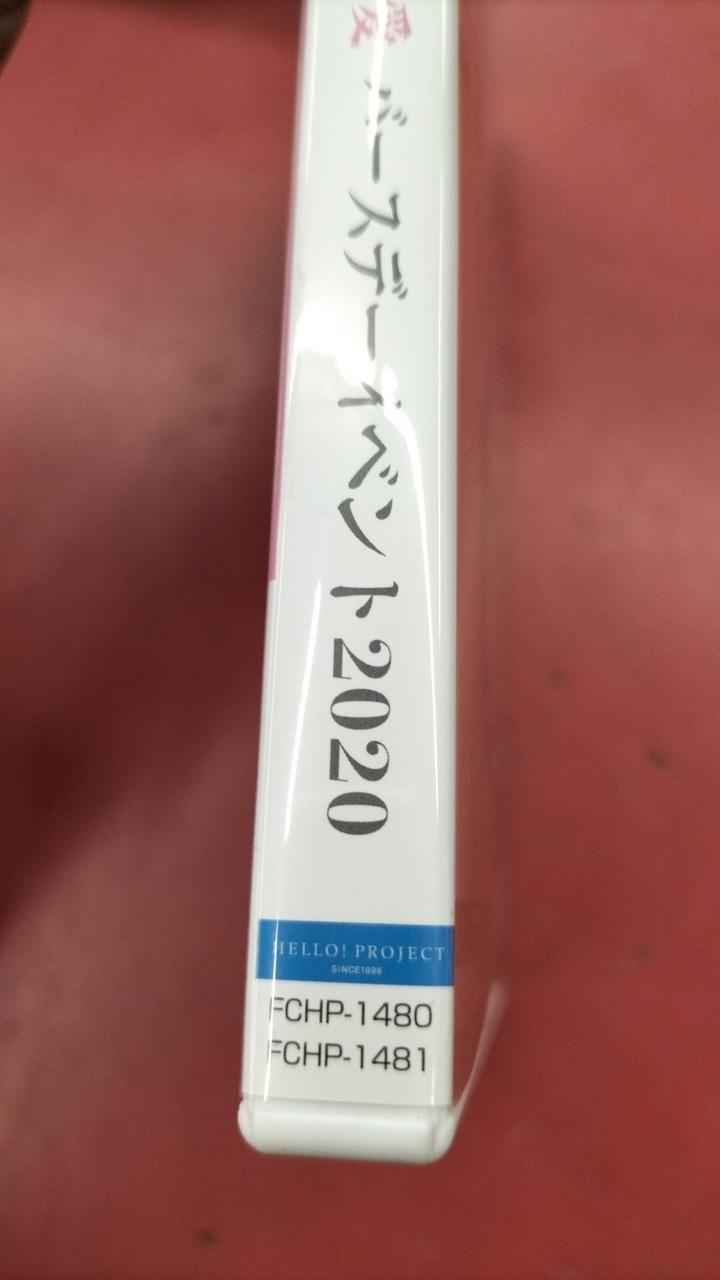 愛 バースデーイベント2020
HELLO! PROJECT
SINCE1998
FCHP-1480
FCHP-1481